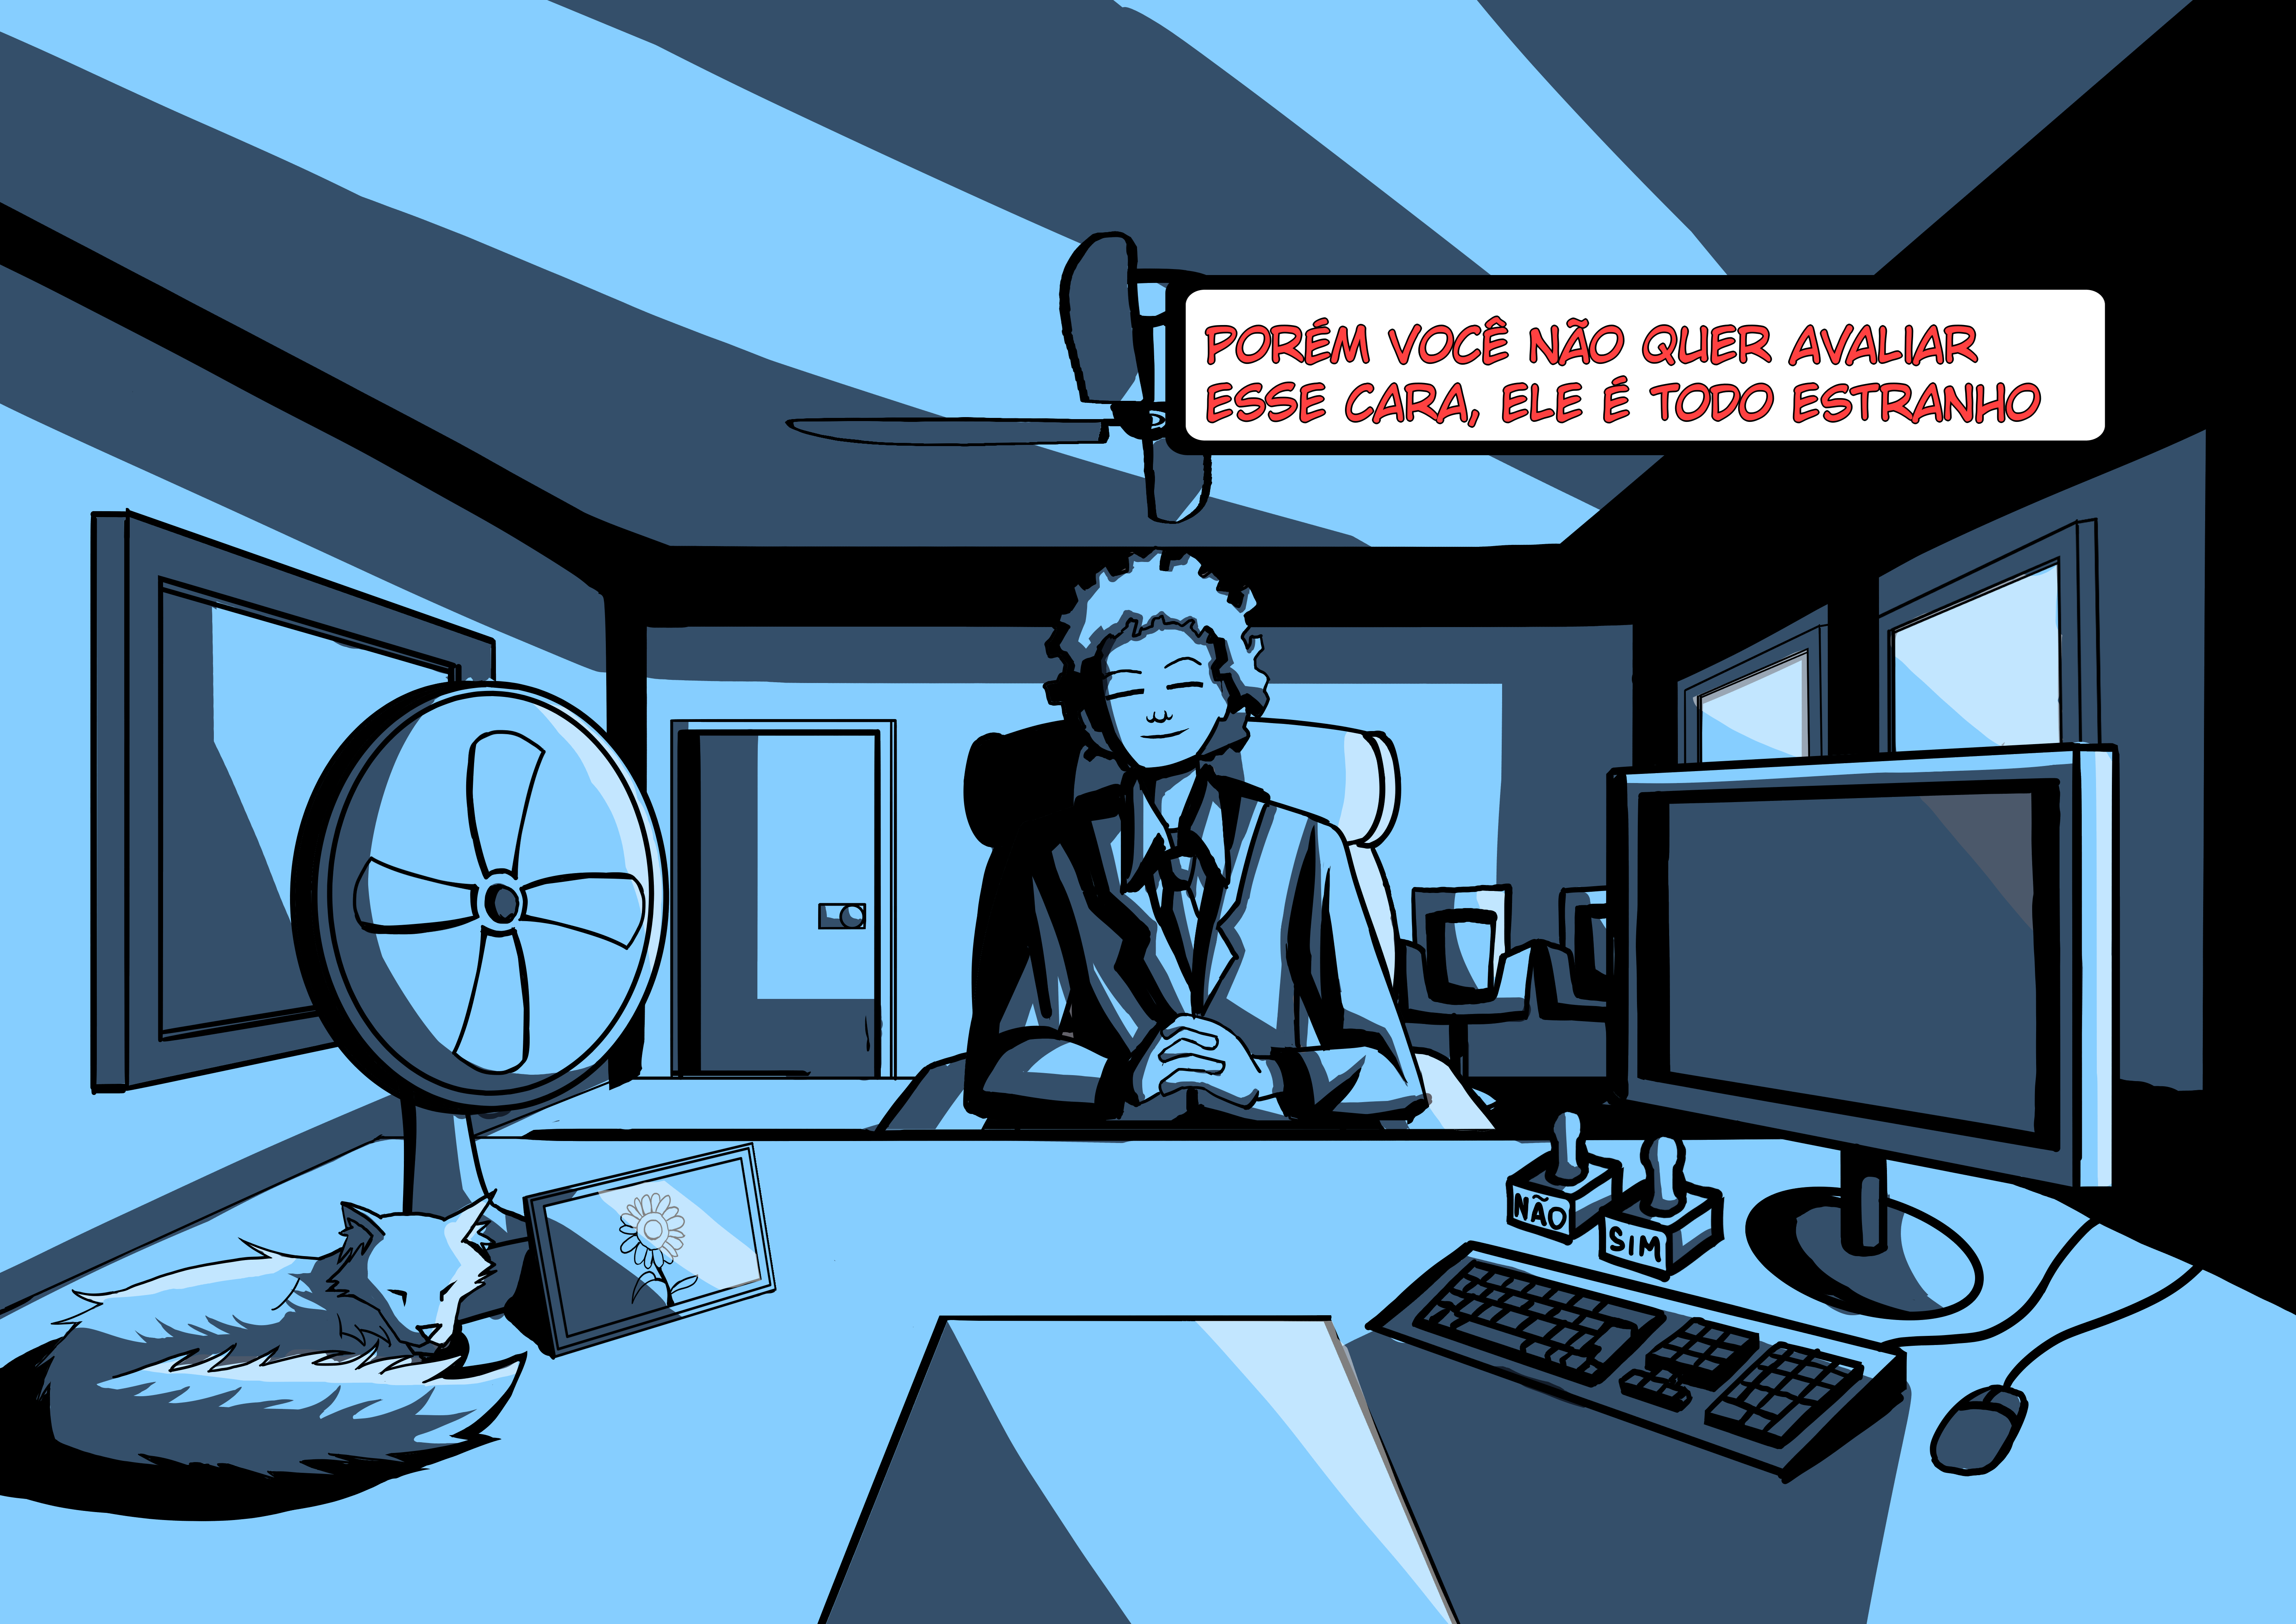 PORÉM VOCÊ NÃO QUER AVALIAR
ESSE CARA, ELE É TODO ESTRANHO
NÃO
SIM